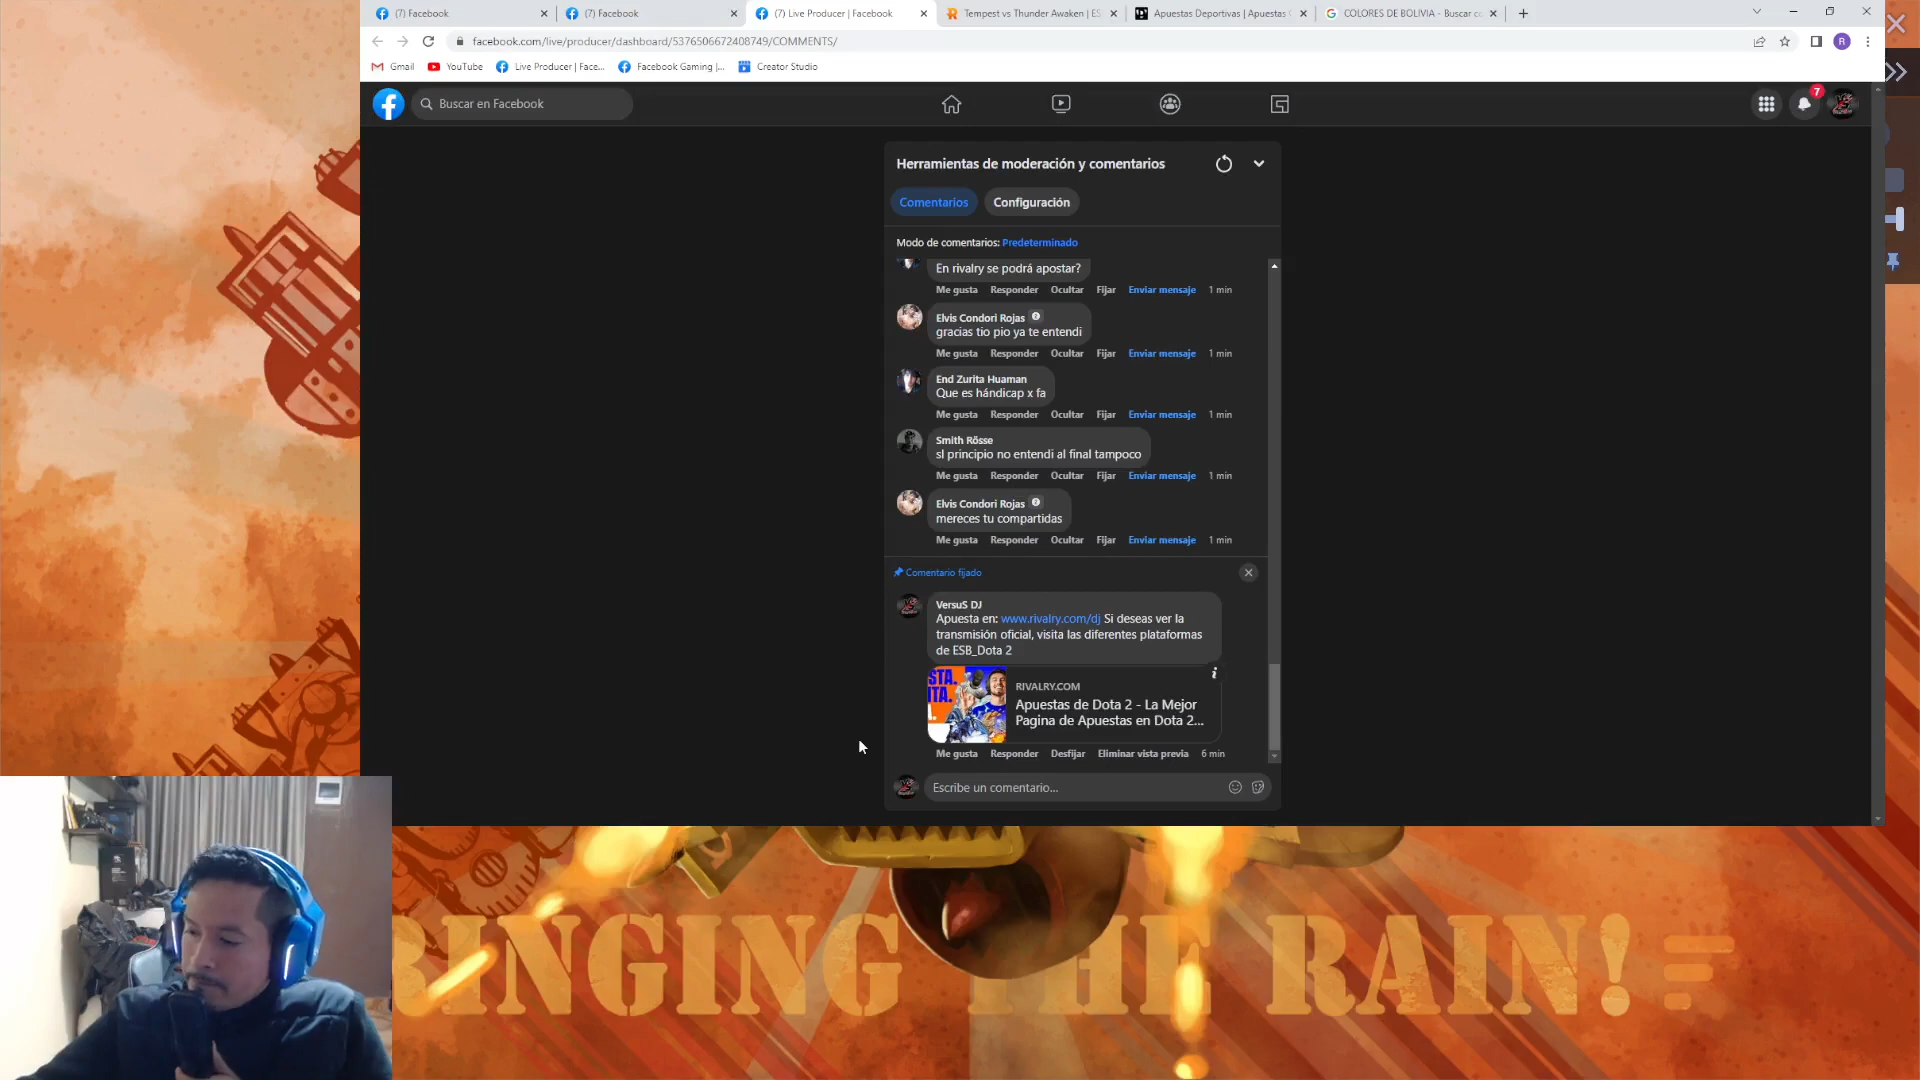 (7) Facebook
(7) Facebook
(7) Live Producer | Facebook
Tempest vs Thunder Awaken | ES
Apuestas Deportivas | Apuestas
COLORES DE BOLIVIA - Buscar co
facebook.com/live/producer/dashboard/5376506672408749/COMMENTS/
R
Gmail
YouTube
Live Producer | Face...
Facebook Gaming |...
Creator Studio
Buscar en Facebook
7
Herramientas de moderación y comentarios
Comentarios
Configuración
Modo de comentarios: Predeterminado
En rivalry se podrá apostar?
Me gusta Responder Ocultar Fijar Enviar mensaje 1 min
Elvis Condori Rojas
gracias tio pio ya te entendi
Me gusta Responder Ocultar Fijar Enviar mensaje 1 min
End Zurita Huaman
Que es hándicap x fa
Me gusta Responder Ocultar Fijar Enviar mensaje 1 min
Smith Rösse
sl principio no entendi al final tampoco
Me gusta Responder Ocultar Fijar Enviar mensaje 1 min
Elvis Condori Rojas
mereces tu compartidas
Me gusta Responder Ocultar Fijar Enviar mensaje 1 min
Comentario fijado
VersuS DJ
Apuesta en: www.rivalry.com/dj Si deseas ver la
transmisión oficial, visita las diferentes plataformas
de ESB_Dota 2
STA.
ITA.
RIVALRY.COM
Apuestas de Dota 2 - La Mejor
Pagina de Apuestas en Dota 2...
Me gusta Responder Desfijar Eliminar vista previa 6 min
Escribe un comentario...
RINGING THE RAIN!